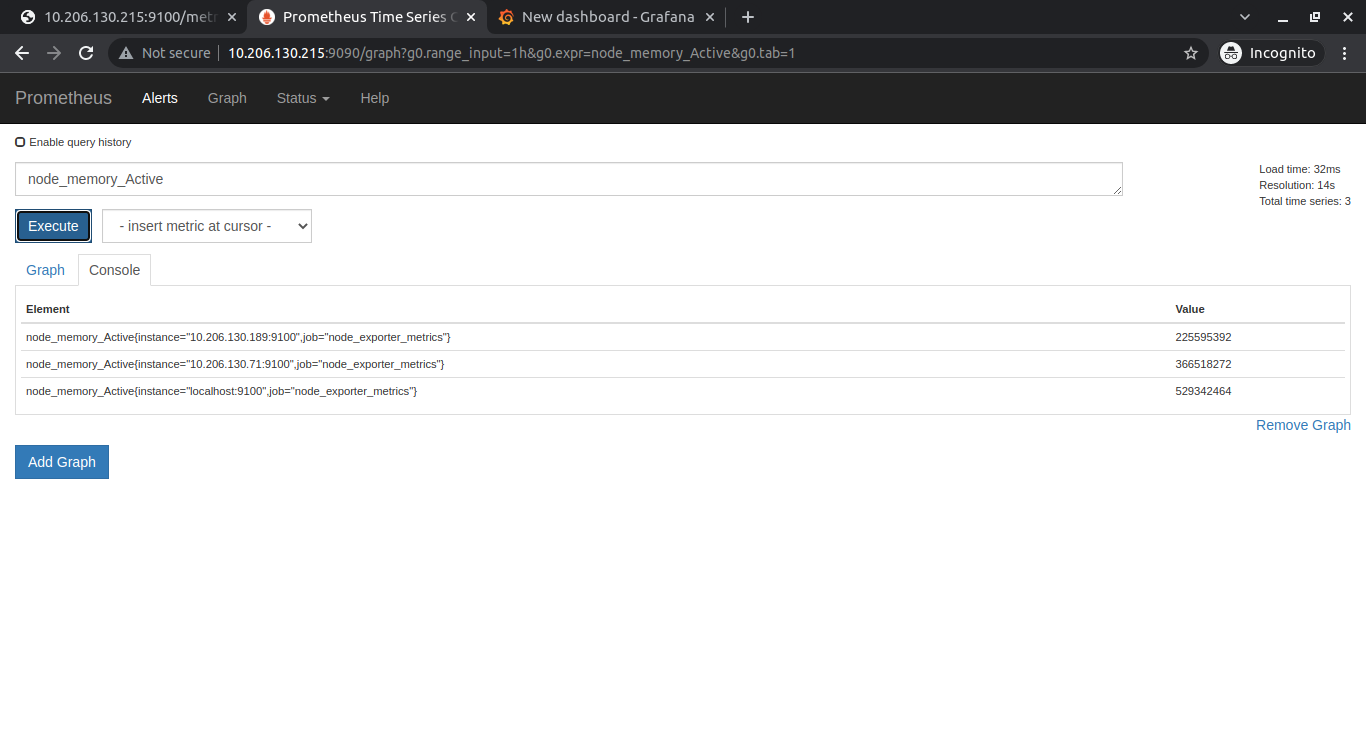 10.206.130.215:9100/metr
Prometheus Time Series C
New dashboard - Grafana
Not secure
10.206.130.215:9090/graph?g0.range_input=1h&g0.expr=node_memory_Active&g0.tab=1
Incognito
Prometheus Alerts Graph Status Help
Enable query history
node_memory_Active
Load time: 32ms
Resolution: 14s
Total time series: 3
Execute
- insert metric at cursor -
Graph Console
Element Value
node_memory_Active{instance="10.206.130.189:9100",job="node_exporter_metrics"} 225595392
node_memory_Active{instance="10.206.130.71:9100",job="node_exporter_metrics"} 366518272
node_memory_Active{instance="localhost:9100",job="node_exporter_metrics"} 529342464
Remove Graph
Add Graph